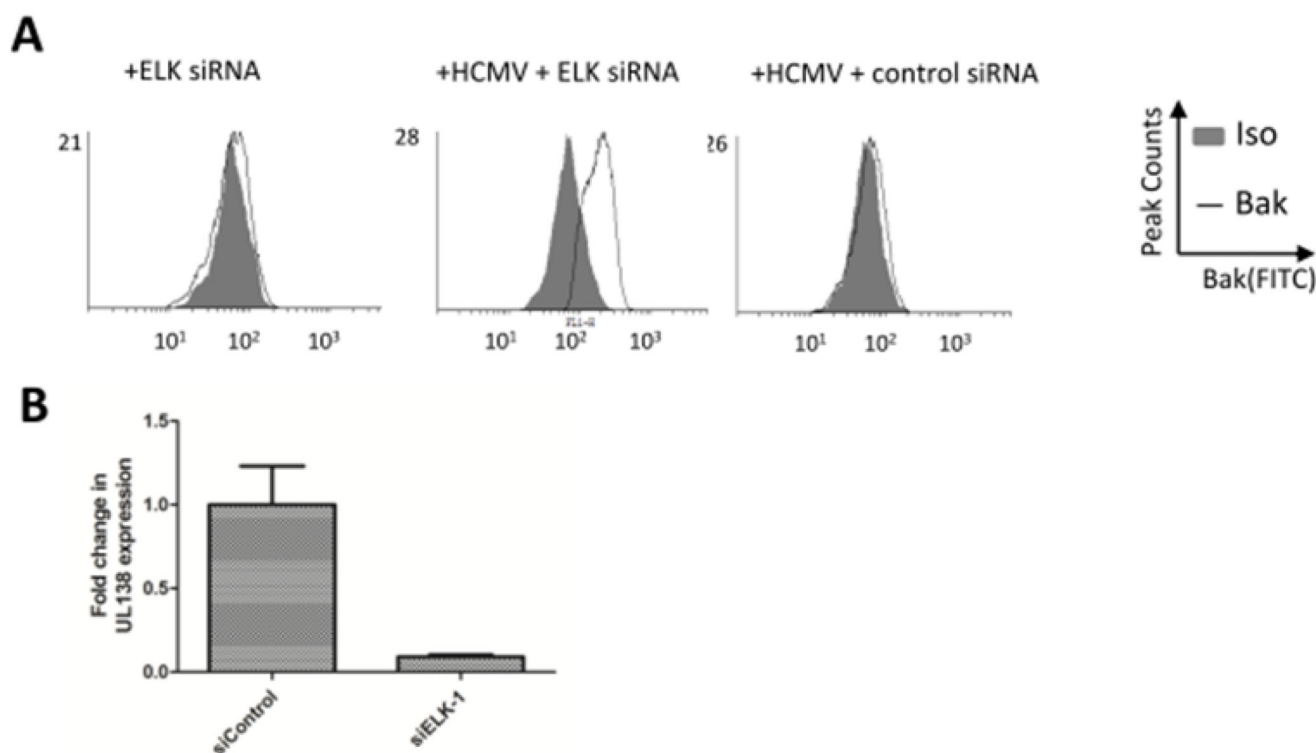 A
+ELK siRNA
+HCMV + ELK siRNA
+HCMV + control siRNA
21
28
26
10¹ 10² 10³
10¹ 10² 10³
10¹ 10² 10³
FL1-H
Peak Counts
Iso
Bak
Bak(FITC)
B
Fold change in
UL138 expression
1.5
1.0
0.5
0.0
siControl
siELK-1